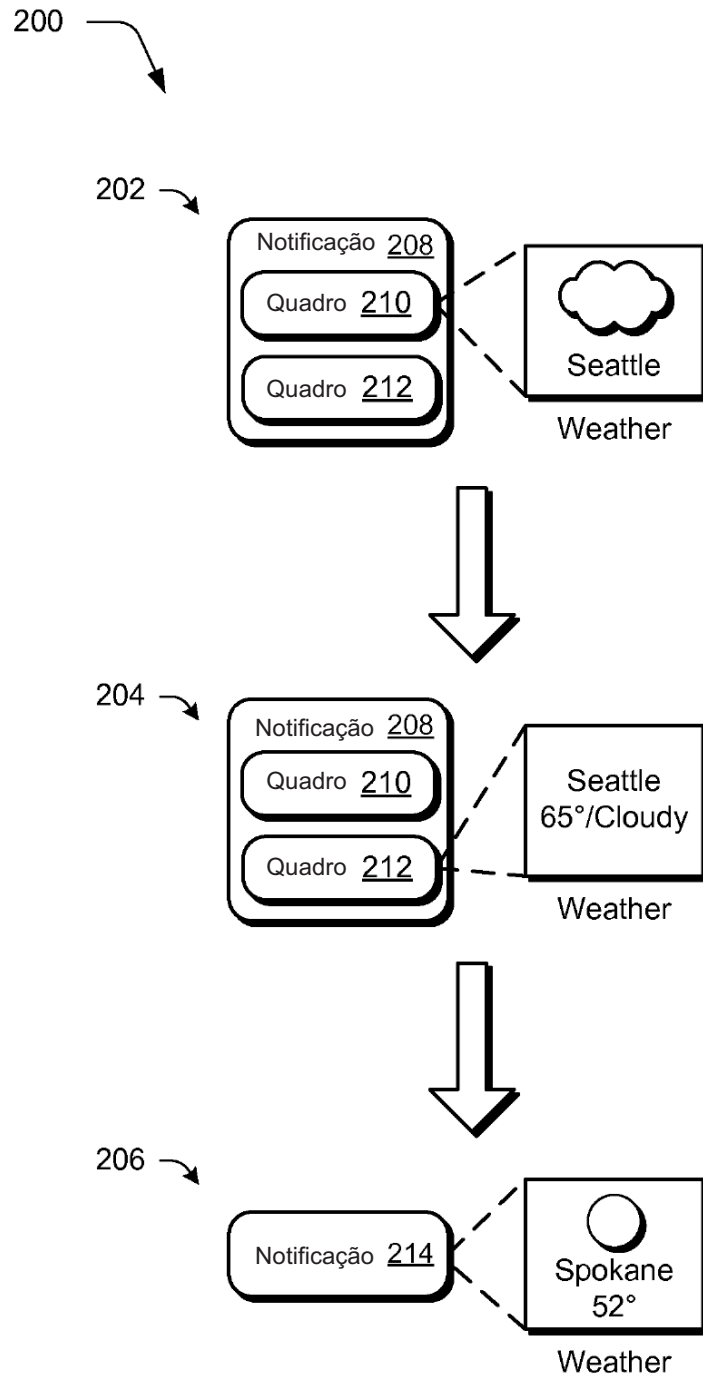 200
202
Notificação 208
Quadro 210
Quadro 212
Seattle
Weather
204
Notificação 208
Quadro 210
Quadro 212
Seattle
65°/Cloudy
Weather
206
Notificação 214
Spokane
52°
Weather